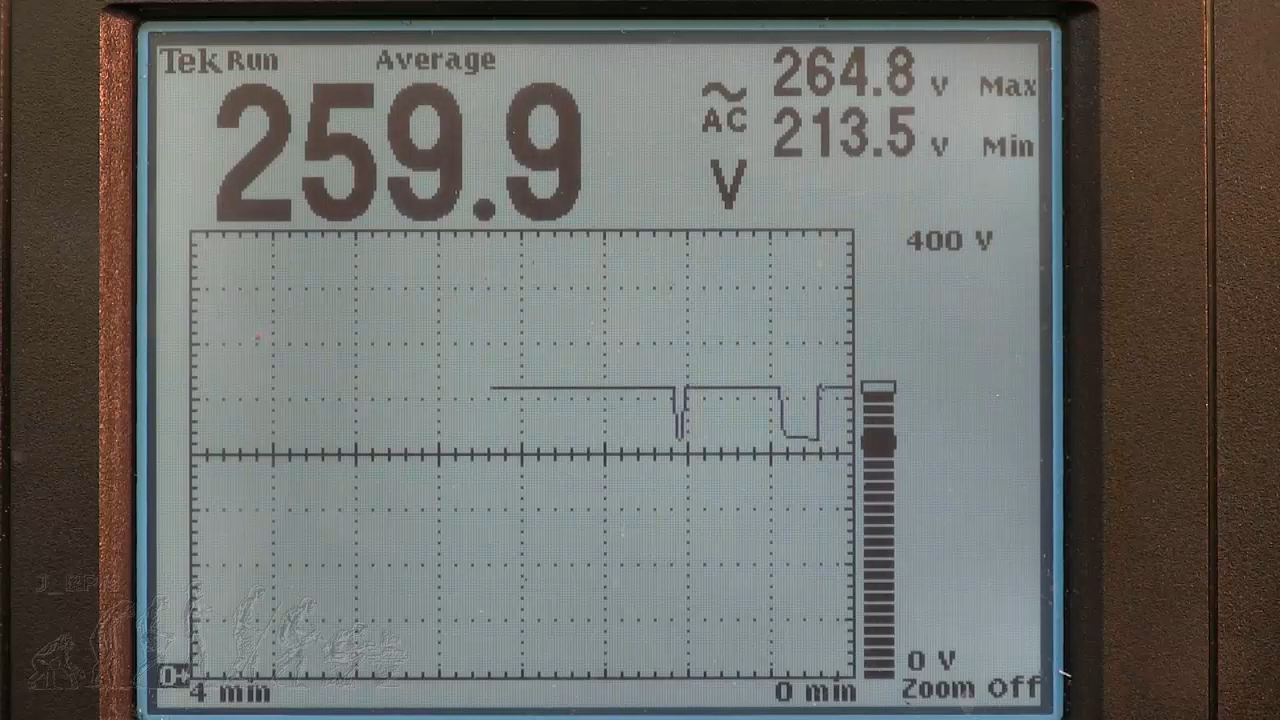 Tek Run Average
264.8 V Max
259.9
AC
213.5 V Min
V
400 V
0 V
4 min 0 min
Zoom Off